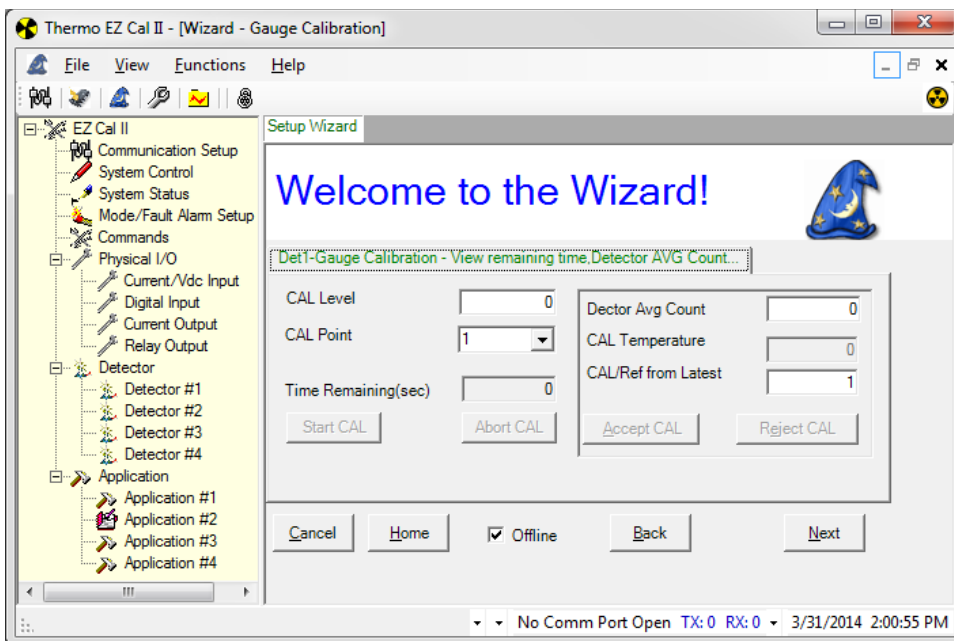 Thermo EZ Cal II - [Wizard - Gauge Calibration]
File View Functions Help
EZ Cal II
Communication Setup
System Control
System Status
Mode/Fault Alarm Setup
Commands
Physical I/O
Current/Vdc Input
Digital Input
Current Output
Relay Output
Detector
Detector #1
Detector #2
Detector #3
Detector #4
Application
Application #1
Application #2
Application #3
Application #4
Setup Wizard
Welcome to the Wizard!
Det1-Gauge Calibration - View remaining time,Detector AVG Count...
CAL Level 0
CAL Point 1
Time Remaining(sec) 0
Start CAL Abort CAL
Dector Avg Count 0
CAL Temperature 0
CAL/Ref from Latest 1
Accept CAL Reject CAL
Cancel Home Offline Back Next
No Comm Port Open TX: 0 RX: 0 3/31/2014 2:00:55 PM